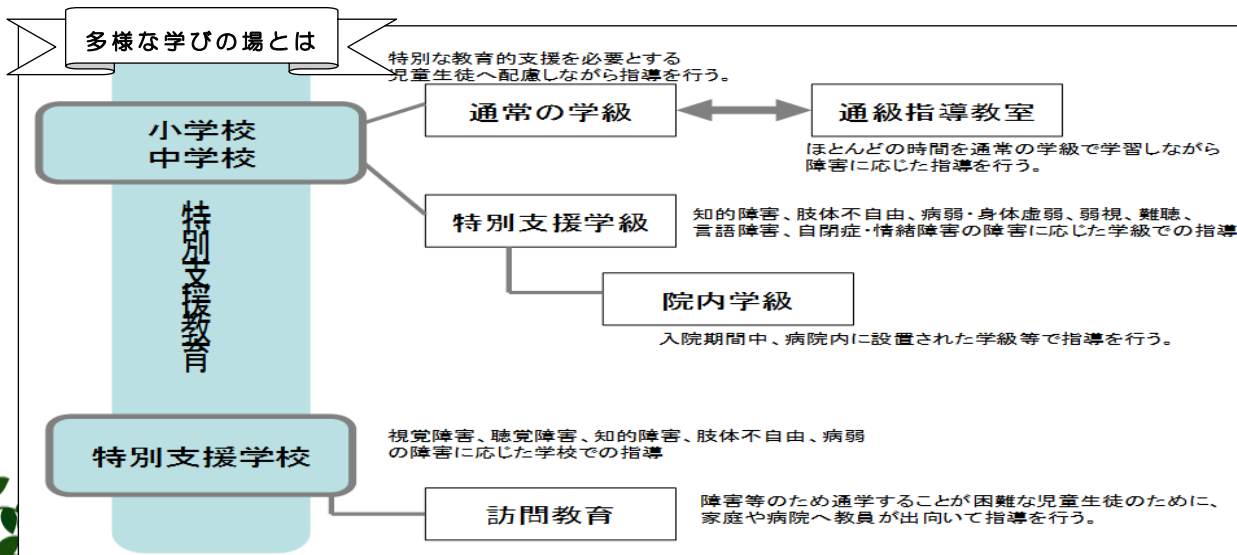 多様な学びの場とは
特別な教育的支援を必要とする
児童生徒へ配慮しながら指導を行う。
小学校
中学校
通常の学級
通級指導教室
ほとんどの時間を通常の学級で学習しながら
障害に応じた指導を行う。
特別支援学級
知的障害、肢体不自由、病弱・身体虚弱、弱視、難聴、
言語障害、自閉症・情緒障害の障害に応じた学級での指導
院内学級
入院期間中、病院内に設置された学級等で指導を行う。
特別支援教育
特別支援学校
視覚障害、聴覚障害、知的障害、肢体不自由、病弱
の障害に応じた学校での指導
訪問教育
障害等のため通学することが困難な児童生徒のために、
家庭や病院へ教員が出向いて指導を行う。